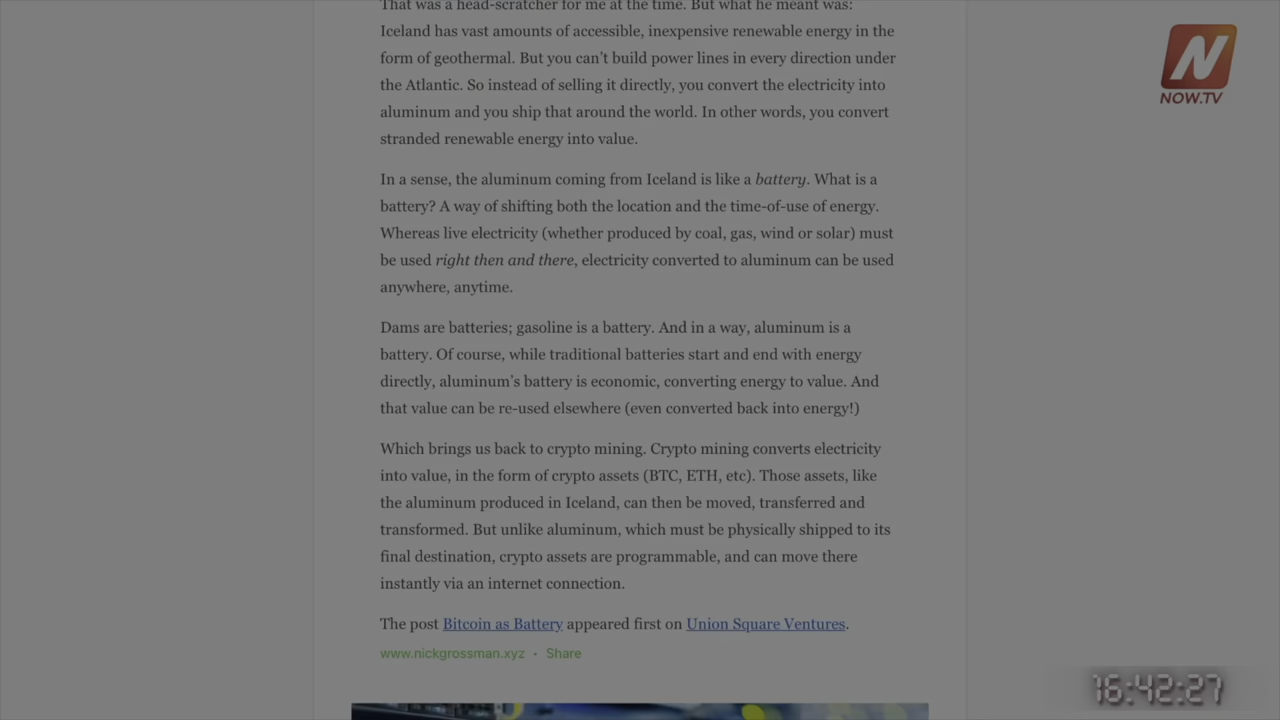 That was a head-scratcher for me at the time. But what he meant was:
Iceland has vast amounts of accessible, inexpensive renewable energy in the
form of geothermal. But you can’t build power lines in every direction under
the Atlantic. So instead of selling it directly, you convert the electricity into
aluminum and you ship that around the world. In other words, you convert
stranded renewable energy into value.
In a sense, the aluminum coming from Iceland is like a battery. What is a
battery? A way of shifting both the location and the time-of-use of energy.
Whereas live electricity (whether produced by coal, gas, wind or solar) must
be used right then and there, electricity converted to aluminum can be used
anywhere, anytime.
Dams are batteries; gasoline is a battery. And in a way, aluminum is a
battery. Of course, while traditional batteries start and end with energy
directly, aluminum’s battery is economic, converting energy to value. And
that value can be re-used elsewhere (even converted back into energy!)
Which brings us back to crypto mining. Crypto mining converts electricity
into value, in the form of crypto assets (BTC, ETH, etc). Those assets, like
the aluminum produced in Iceland, can then be moved, transferred and
transformed. But unlike aluminum, which must be physically shipped to its
final destination, crypto assets are programmable, and can move there
instantly via an internet connection.
The post Bitcoin as Battery appeared first on Union Square Ventures.
www.nickgrossman.xyz • Share
N
NOW.TV
16:42:27